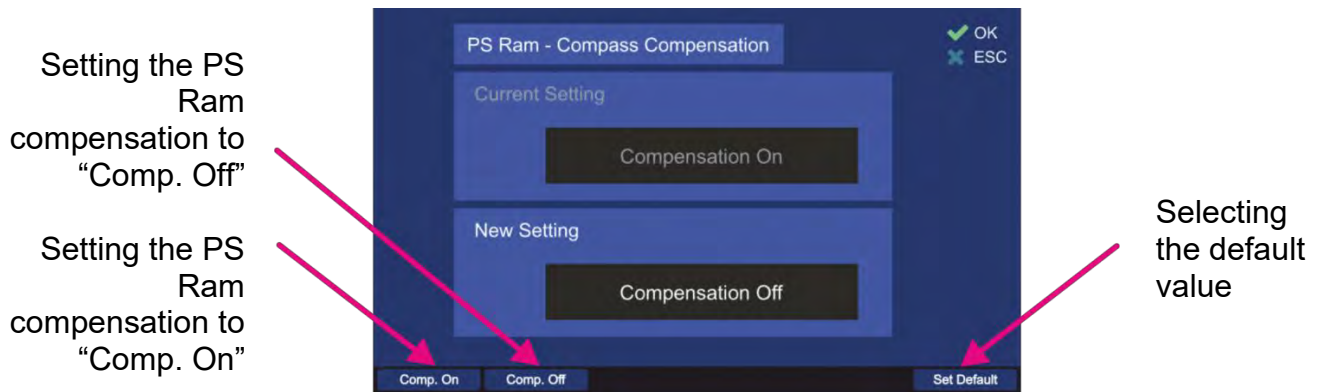 Setting the PS
Ram
compensation to
“Comp. Off”
Setting the PS
Ram
compensation to
“Comp. On”
PS Ram - Compass Compensation
OK
ESC
Current Setting
Compensation On
New Setting
Compensation Off
Comp. On
Comp. Off
Set Default
Selecting
the default
value